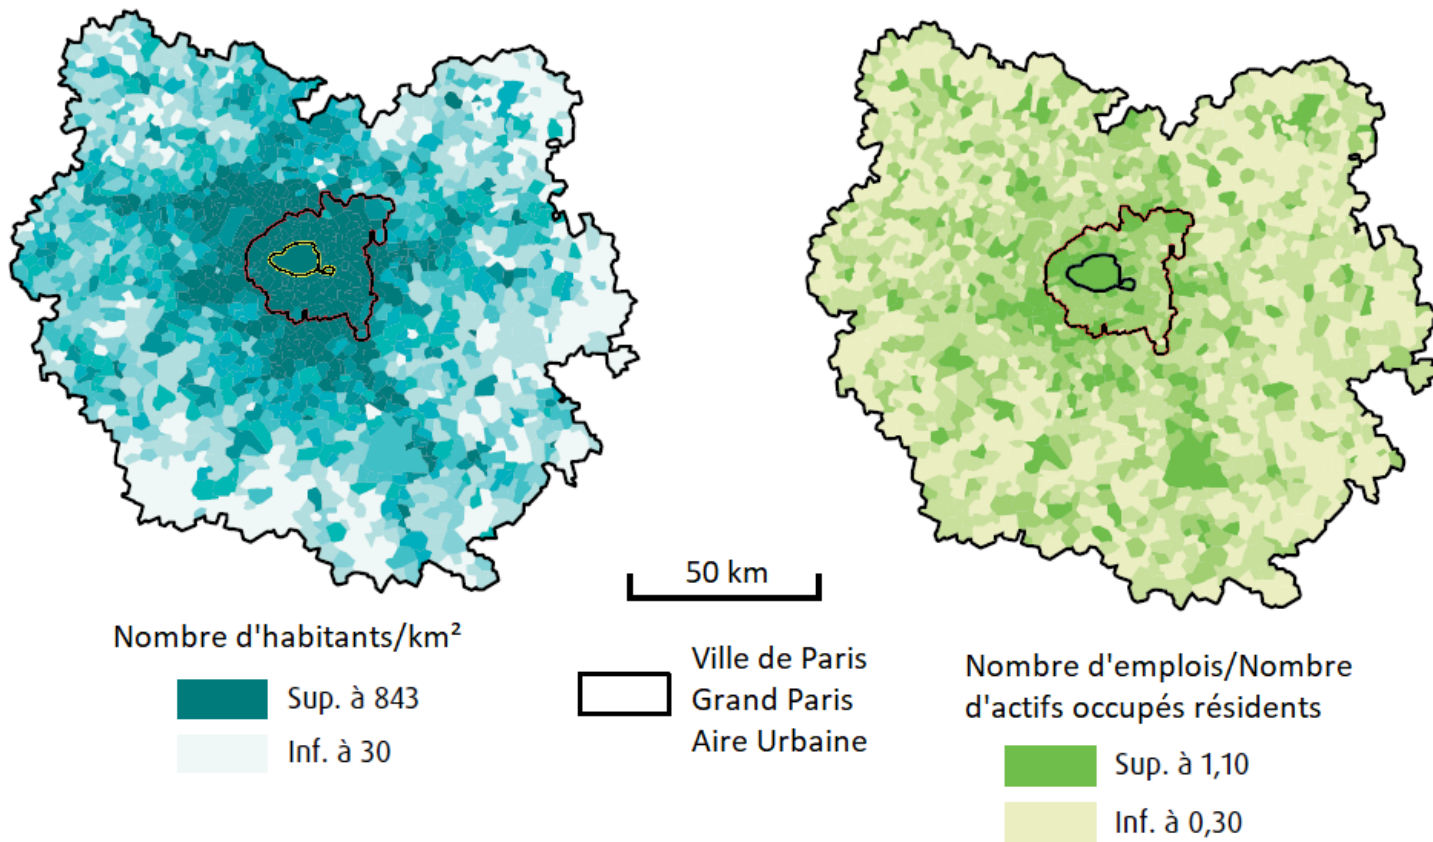 50 km
Nombre d'habitants/km²
Sup. à 843
Inf. à 30
Ville de Paris
Grand Paris
Aire Urbaine
Nombre d'emplois/Nombre
d'actifs occupés résidents
Sup. à 1,10
Inf. à 0,30